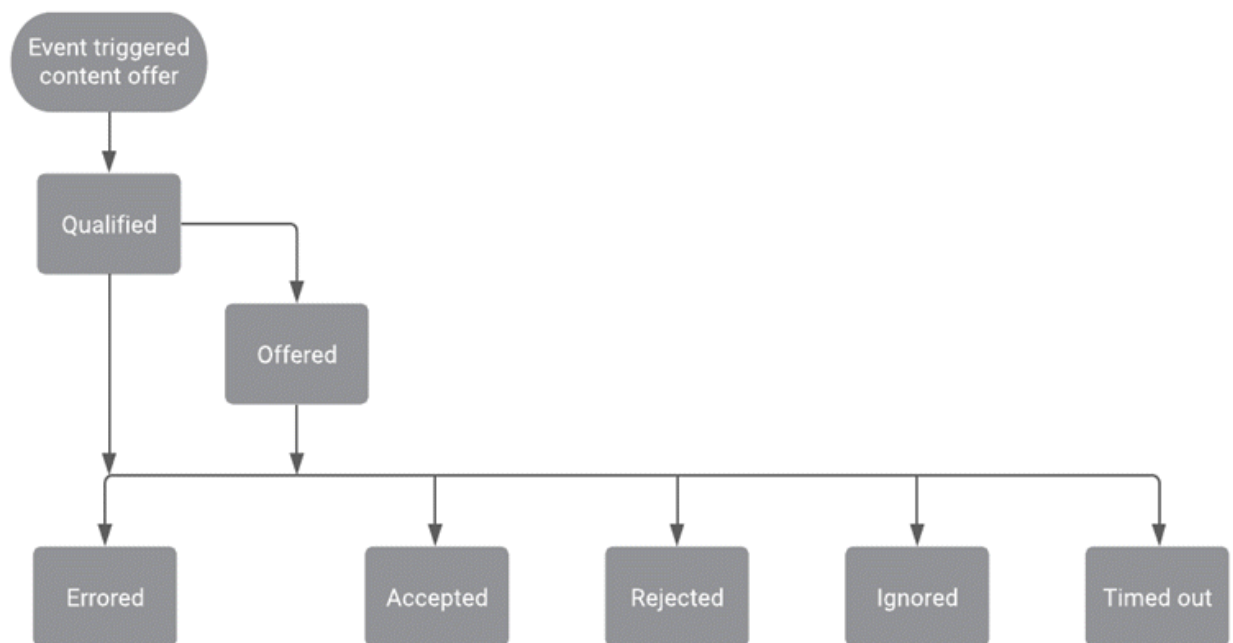 Event triggered
content offer
Qualified
Offered
Errored
Accepted
Rejected
Ignored
Timed out